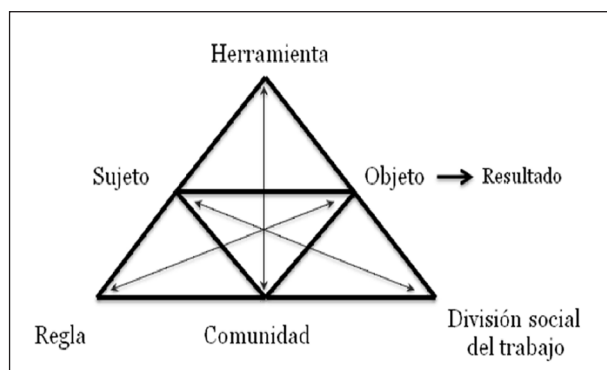 Herramienta
Sujeto
Objeto
Resultado
Regla
Comunidad
División social
del trabajo